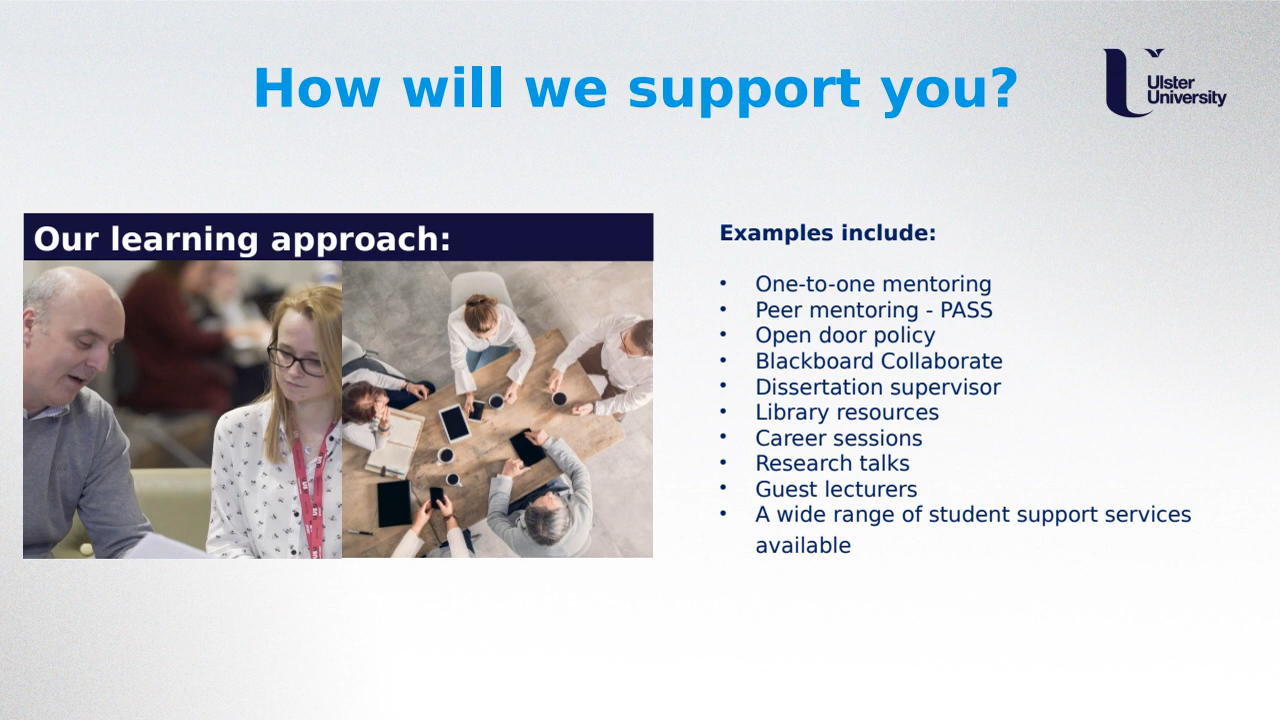 How will we support you?
Ulster
University
Our learning approach:
Examples include:
• One-to-one mentoring
• Peer mentoring - PASS
• Open door policy
• Blackboard Collaborate
• Dissertation supervisor
• Library resources
• Career sessions
• Research talks
• Guest lecturers
• A wide range of student support services
available